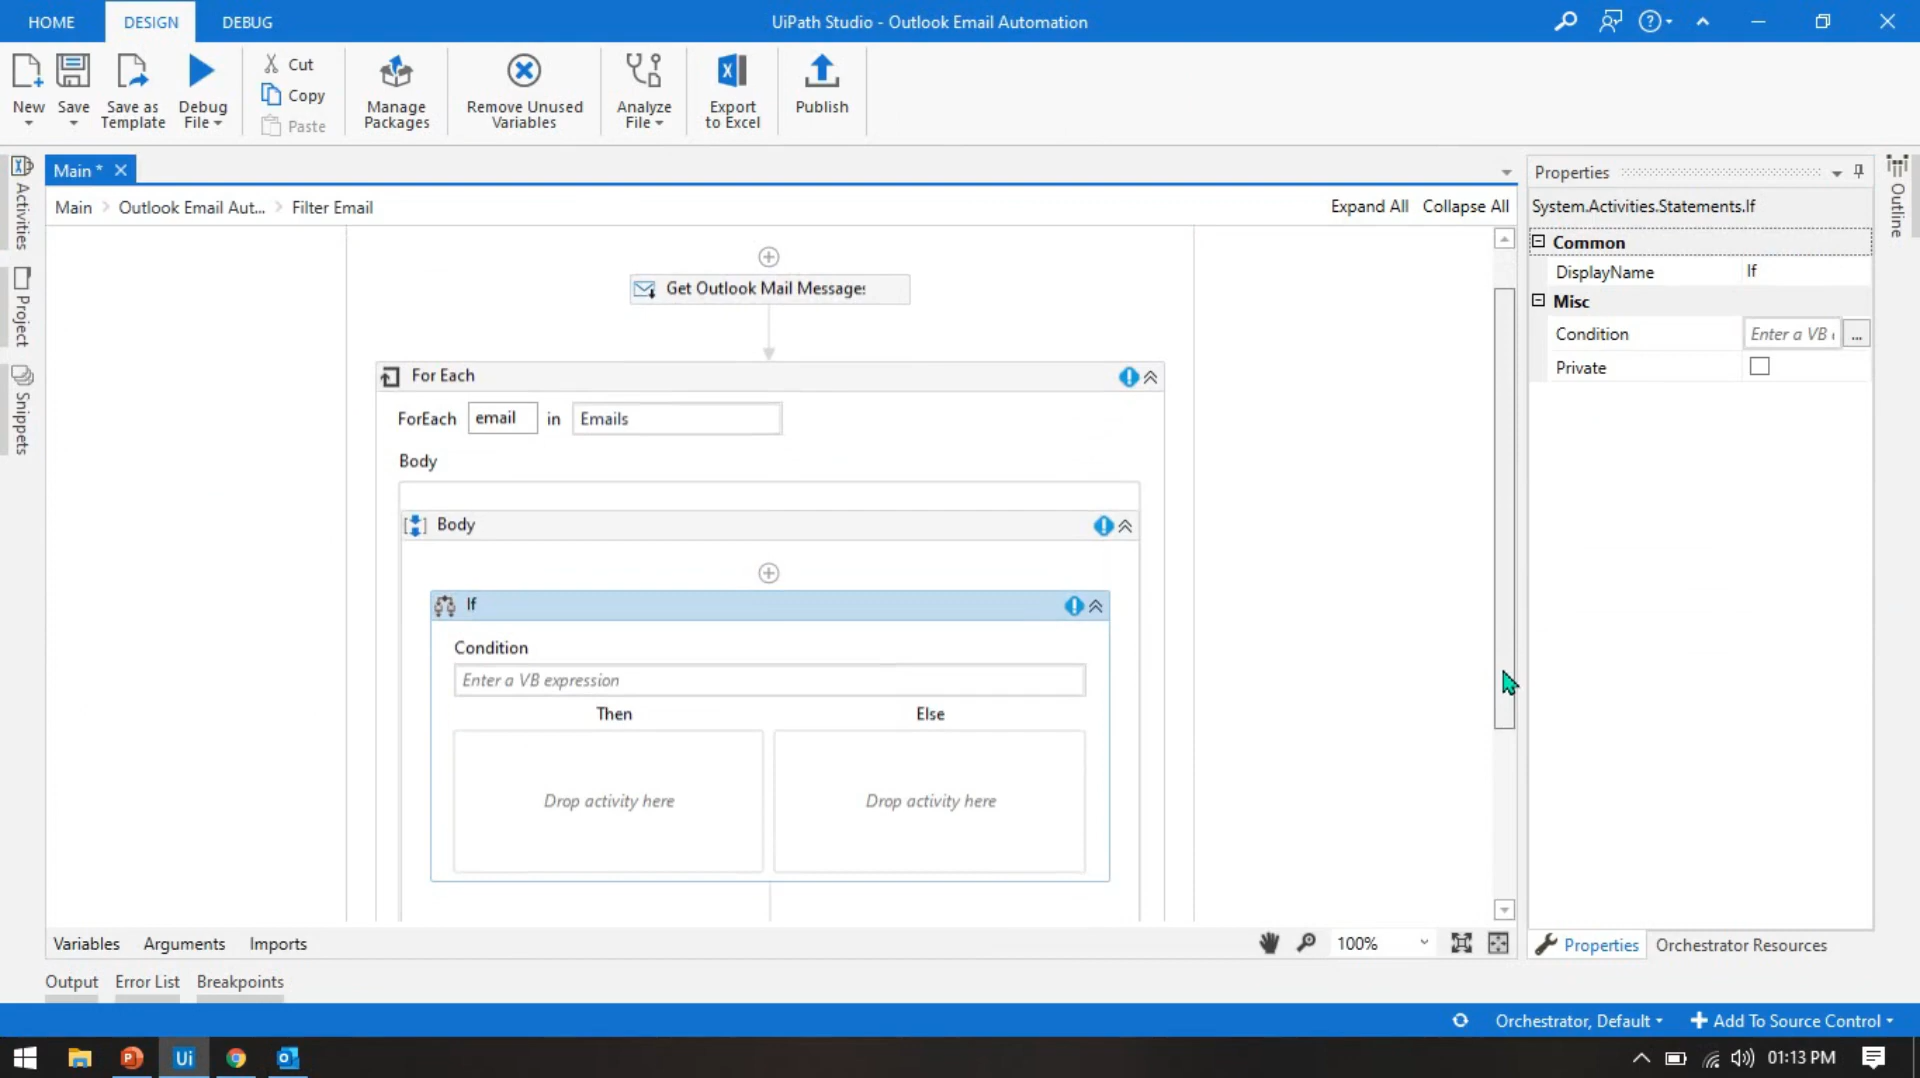 HOME DESIGN DEBUG UiPath Studio - Outlook Email Automation
New Save Save as Template Debug File Cut Copy Paste Manage Packages Remove Unused Variables Analyze File Export to Excel Publish
Activities
Project
Snippets
Main *
Main Outlook Email Aut... Filter Email Expand All Collapse All
Get Outlook Mail Message:
For Each
ForEach email in Emails
Body
Body
If
Condition
Enter a VB expression
Then Else
Drop activity here Drop activity here
Variables Arguments Imports 100%
Output Error List Breakpoints
Properties
System.Activities.Statements.If
Common
DisplayName If
Misc
Condition Enter a VB ...
Private
Properties Orchestrator Resources
Outline
Orchestrator, Default Add To Source Control
Ui 01:13 PM